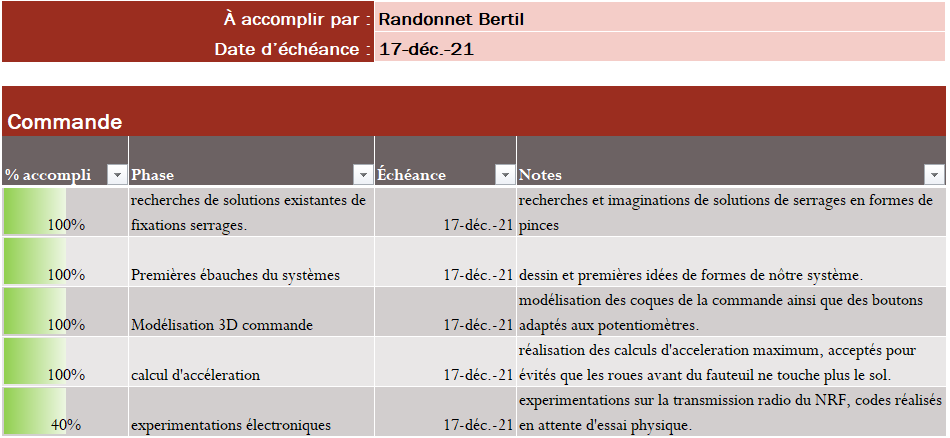 À accomplir par : Randonnet Bertil
Date d'échéance : 17-déc.-21
Commande
% accompli Phase Échéance Notes
100% recherches de solutions existantes de fixations serrages. 17-déc.-21 recherches et imaginations de solutions de serrages en formes de pinces
100% Premières ébauches du systèmes 17-déc.-21 dessin et premières idées de formes de nôtre système.
100% Modélisation 3D commande 17-déc.-21 modélisation des coques de la commande ainsi que des boutons adaptés aux potentiomètres.
100% calcul d'accéleration 17-déc.-21 réalisation des calculs d'acceleration maximum, acceptés pour évités que les roues avant du fauteuil ne touche plus le sol.
40% experimentations électroniques 17-déc.-21 experimentations sur la transmission radio du NRF, codes réalisés en attente d'essai physique.